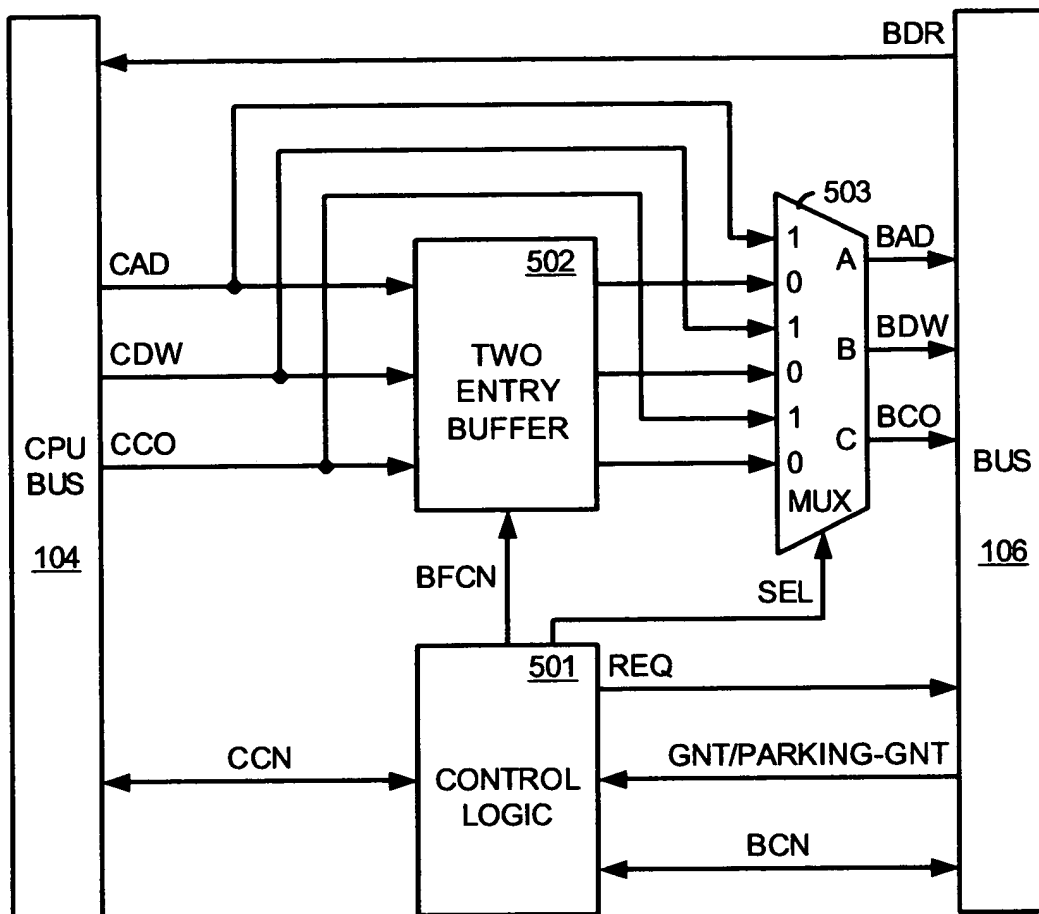 BDR
503
CAD
502
1
A
BAD
0
CDW
TWO
ENTRY
BUFFER
1
B
BDW
0
CCO
1
C
BCO
0
CPU
BUS
104
MUX
BUS
106
BFCN
SEL
501
REQ
CCN
CONTROL
LOGIC
GNT/PARKING-GNT
BCN